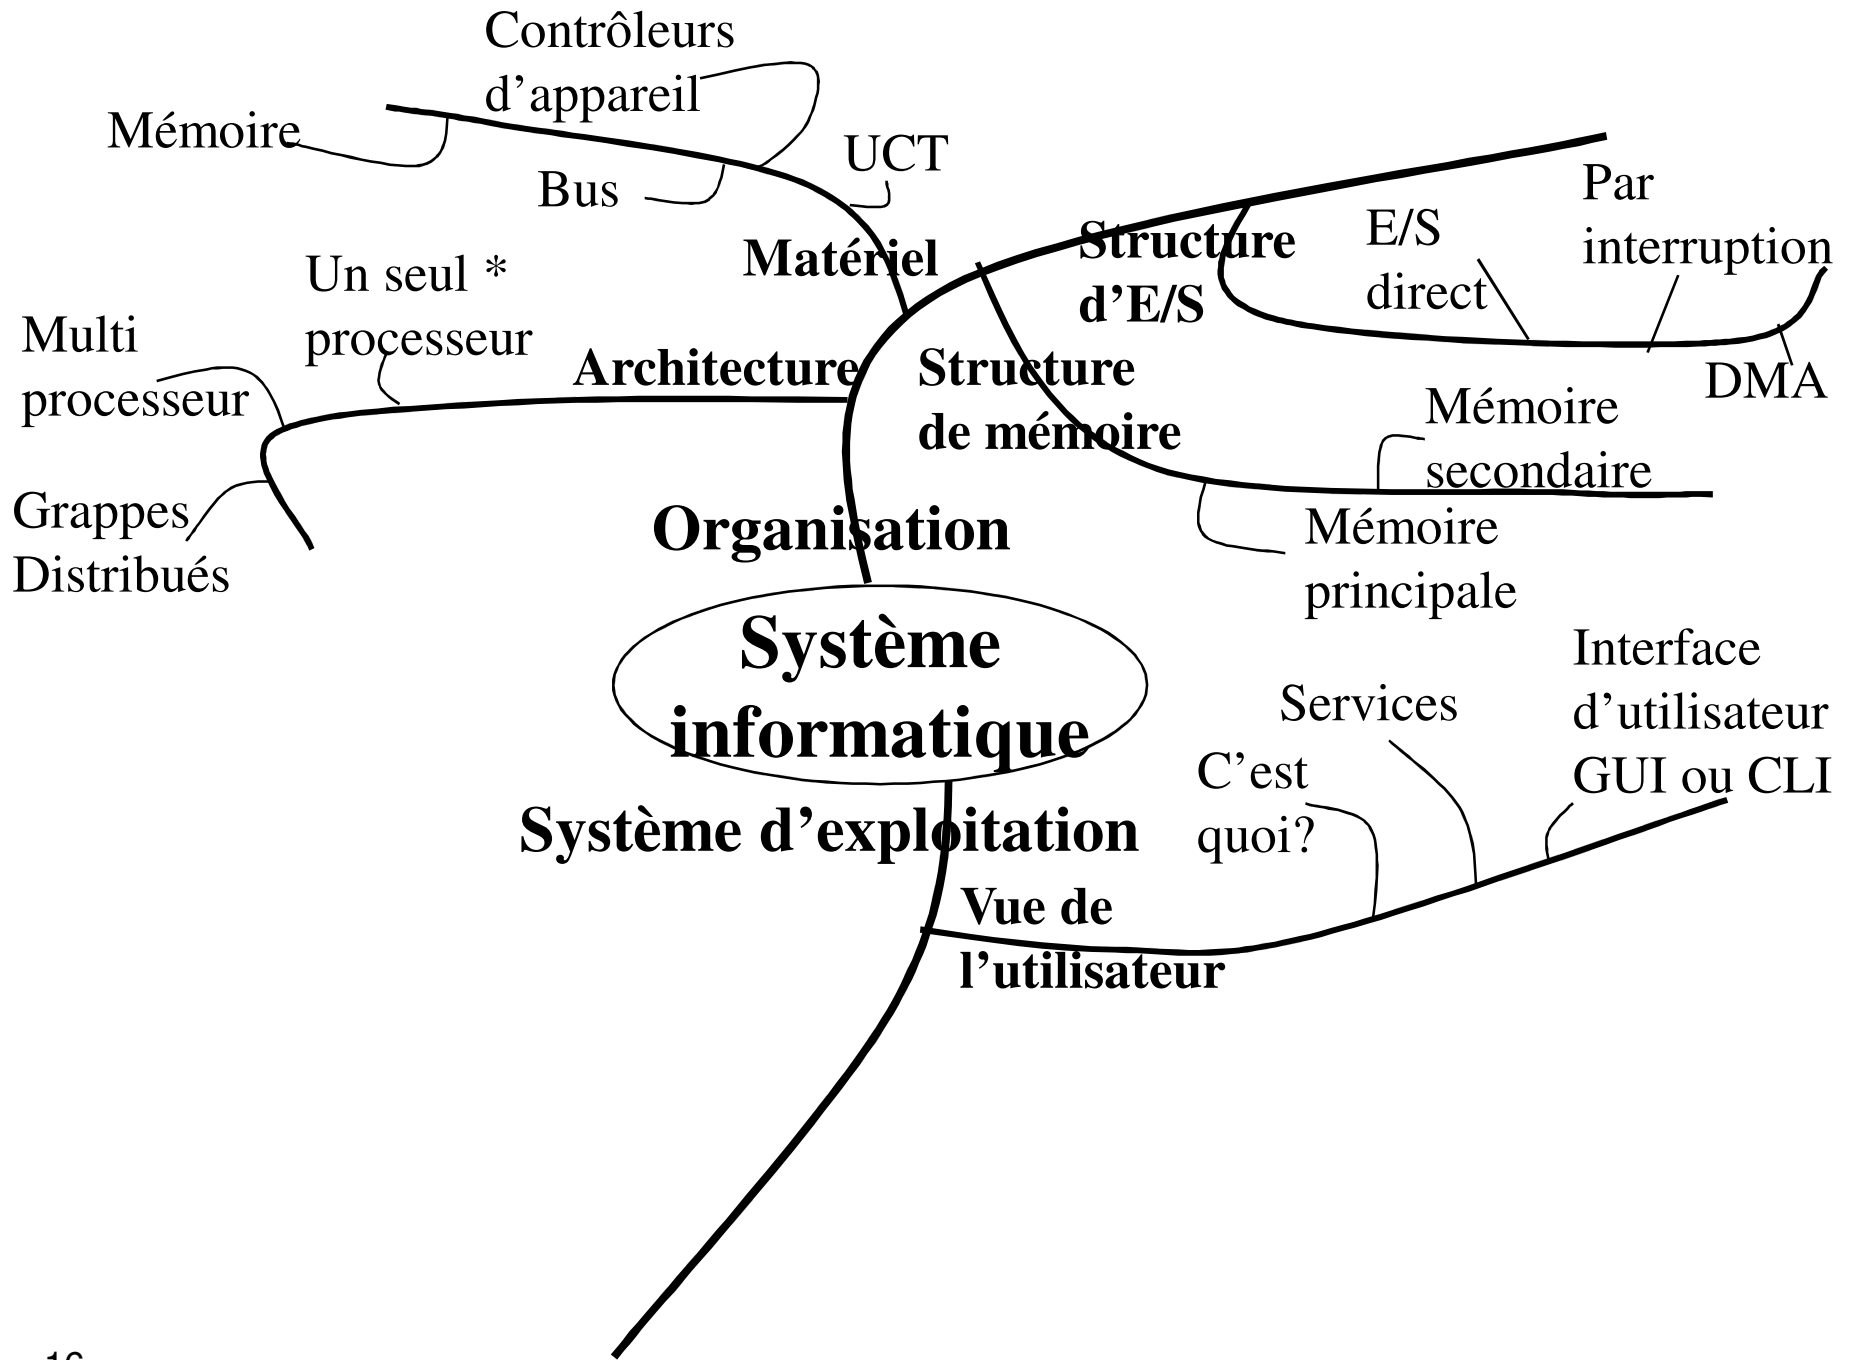 Contrôleurs
d’appareil
Mémoire
UCT
Bus
Matériel
Un seul *
processeur
Multi
processeur
Architecture
Grappes
Distribués
Structure
d’E/S
E/S
direct
Par
interruption
DMA
Structure
de mémoire
Mémoire
secondaire
Mémoire
principale
Organisation
Système
informatique
Système d’exploitation
Interface
d’utilisateur
GUI ou CLI
Services
C’est
quoi?
Vue de
l’utilisateur